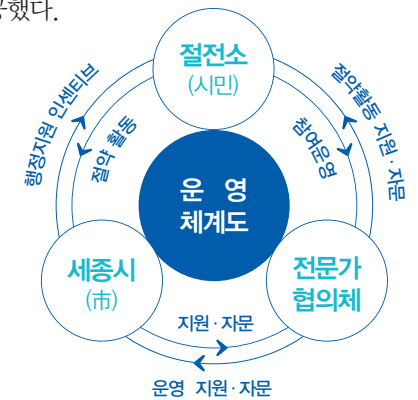 했다.
절전소
(시민)
행정지원 인센티브
절약 활동
참여운영
절약활동 지원·자문
운 영
체계도
세종시
(市)
전문가
협의체
지원·자문
운영 지원·자문